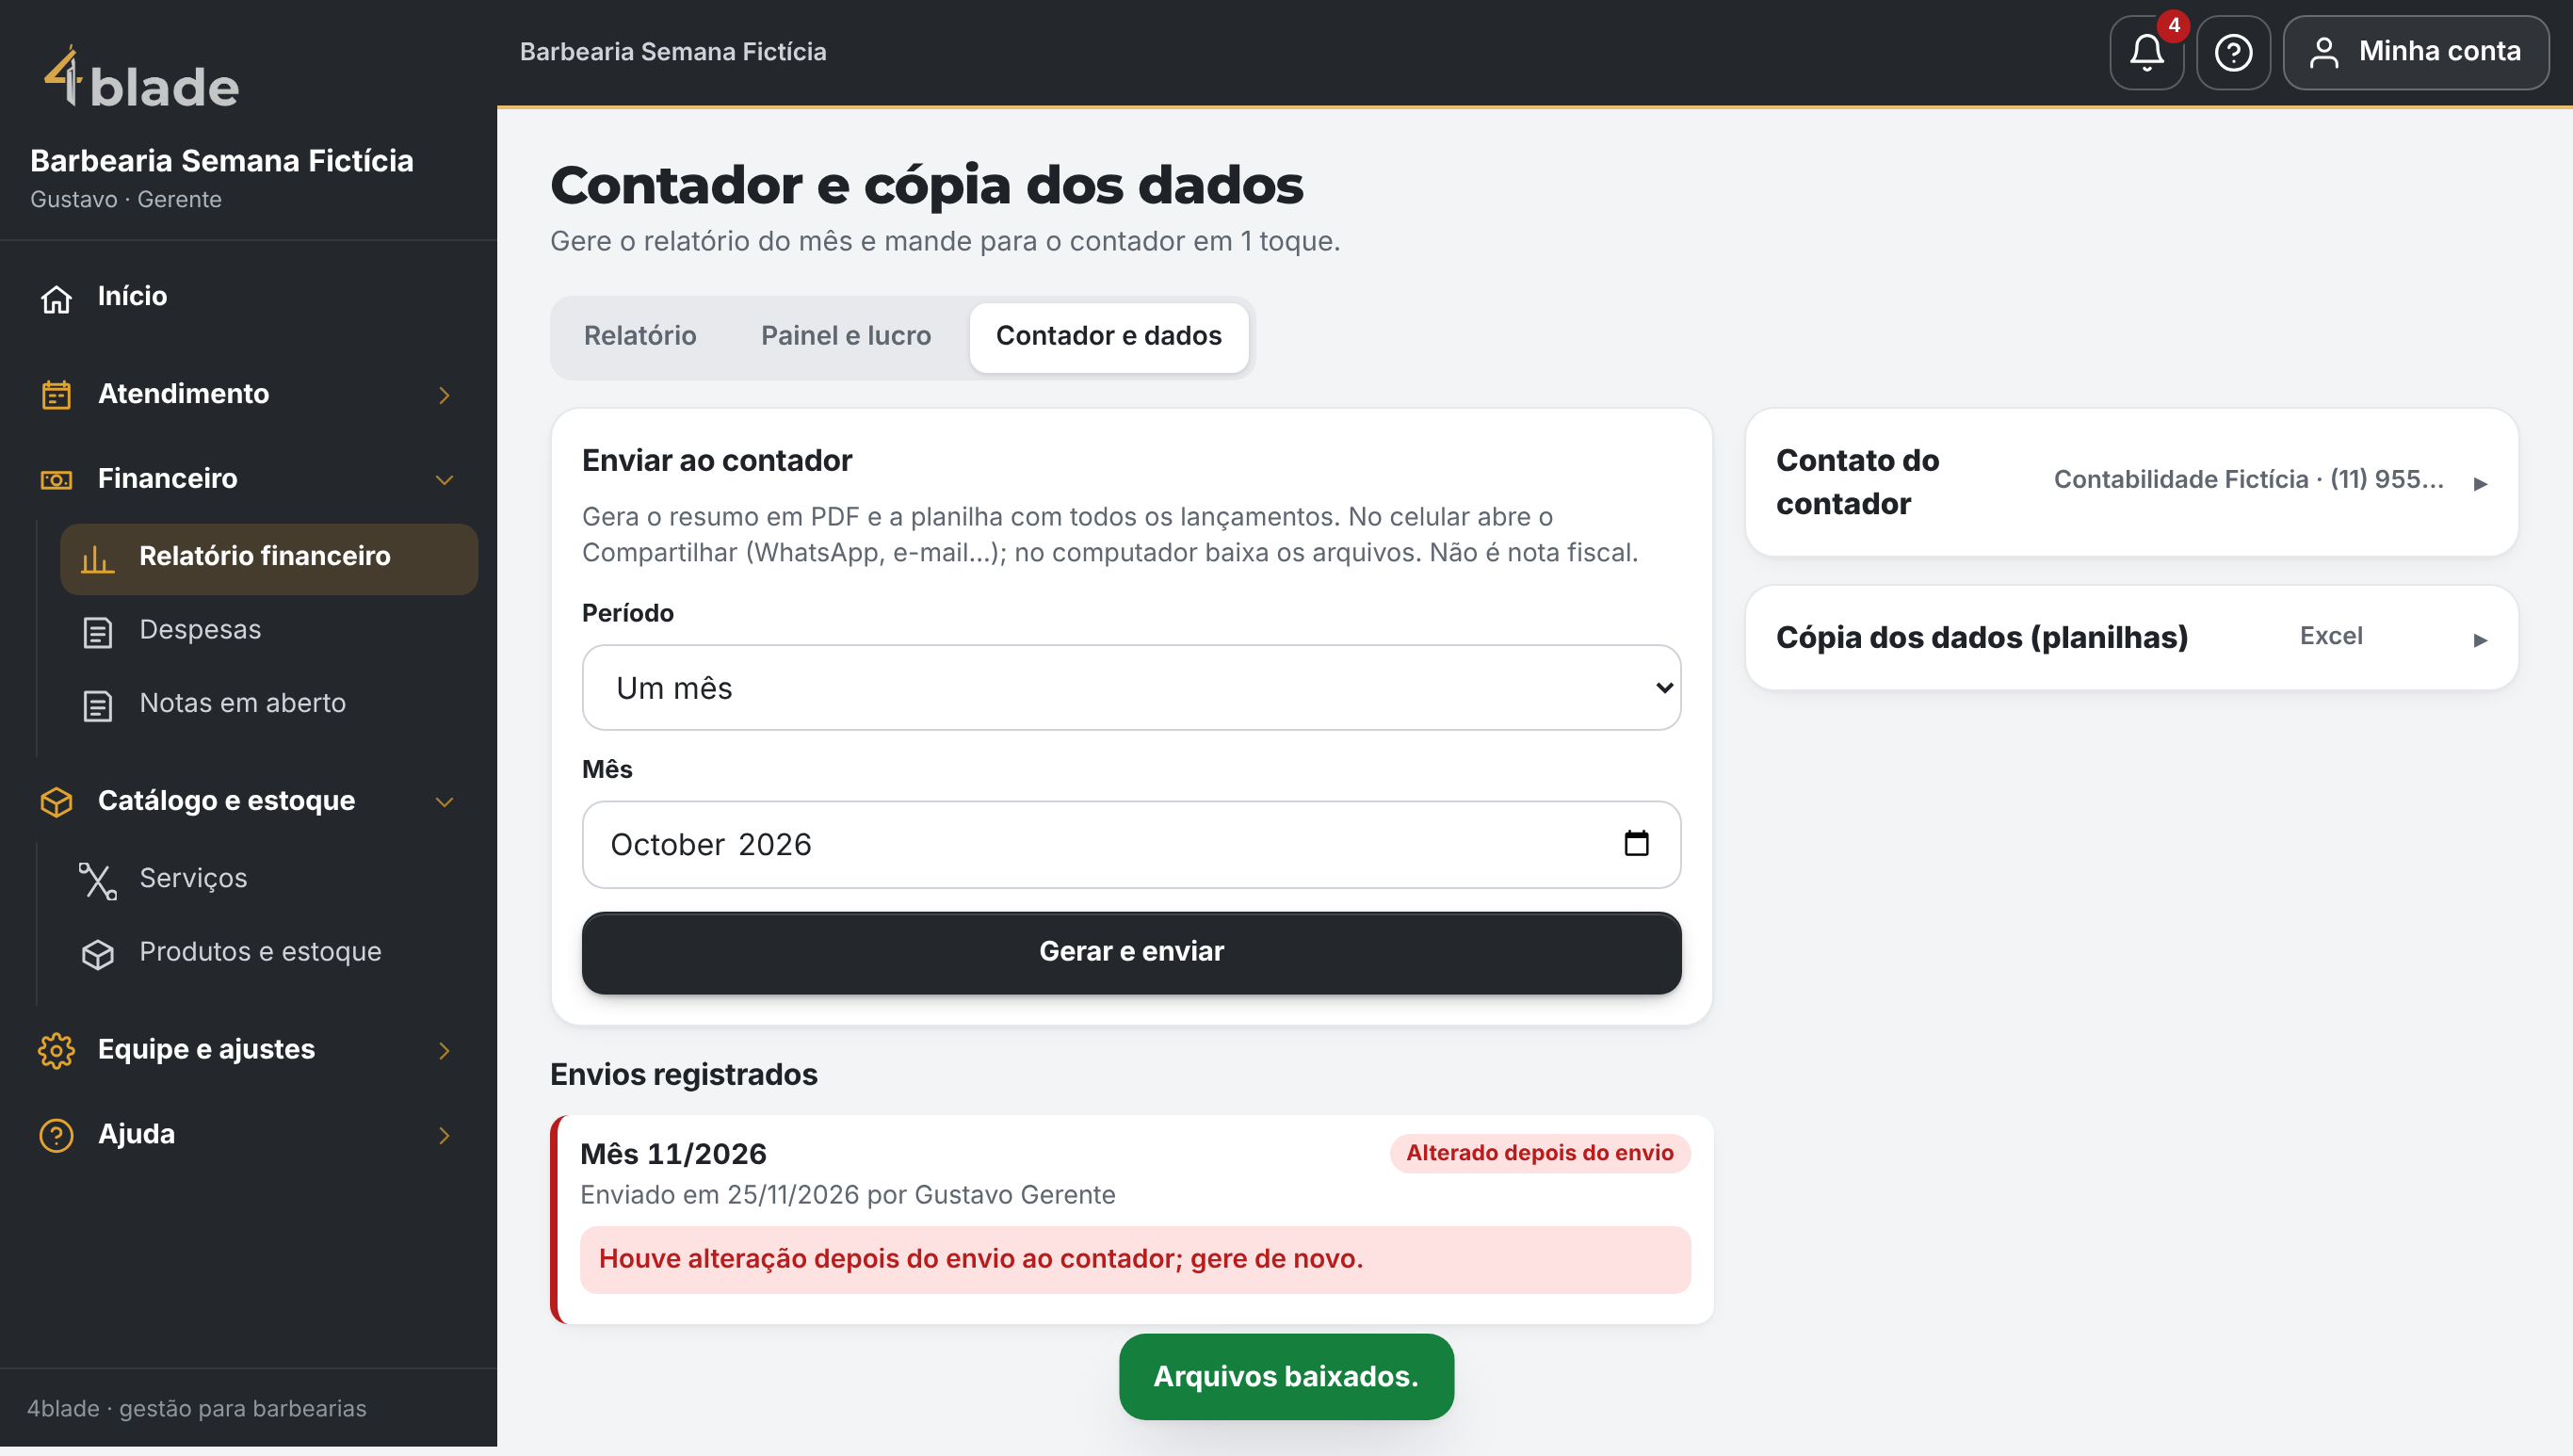 4blade
Barbearia Semana Fictícia
Gustavo · Gerente
Início
Atendimento
Financeiro
Relatório financeiro
Despesas
Notas em aberto
Catálogo e estoque
Serviços
Produtos e estoque
Equipe e ajustes
Ajuda
4blade · gestão para barbearias
Barbearia Semana Fictícia
4
Minha conta
Contador e cópia dos dados
Gere o relatório do mês e mande para o contador em 1 toque.
Relatório
Painel e lucro
Contador e dados
Enviar ao contador
Gera o resumo em PDF e a planilha com todos os lançamentos. No celular abre o
Compartilhar (WhatsApp, e-mail...); no computador baixa os arquivos. Não é nota fiscal.
Período
Um mês
Mês
October 2026
Gerar e enviar
Envios registrados
Mês 11/2026
Alterado depois do envio
Enviado em 25/11/2026 por Gustavo Gerente
Houve alteração depois do envio ao contador; gere de novo.
Arquivos baixados.
Contato do
contador
Contabilidade Fictícia · (11) 955...
Cópia dos dados (planilhas)
Excel